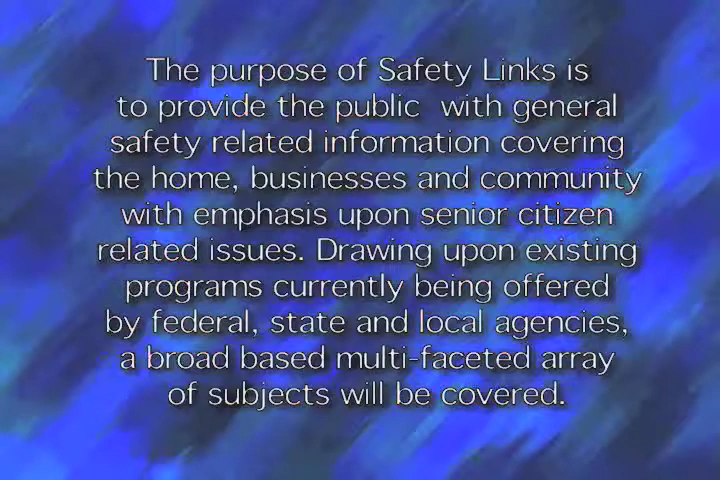 The purpose of Safety Links is
to provide the public with general
safety related information covering
the home, businesses and community
with emphasis upon senior citizen
related issues. Drawing upon existing
programs currently being offered
by federal, state and local agencies,
a broad based multi-faceted array
of subjects will be covered.